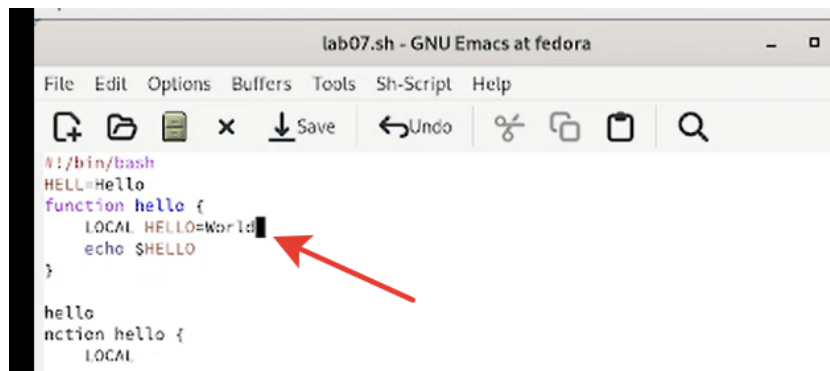 lab07.sh - GNU Emacs at fedora
File Edit Options Buffers Tools Sh-Script Help
Save Undo
#!/bin/bash
HELL=Hello
function hello {
LOCAL HELLO=World
echo $HELLO
}
hello
nction hello {
LOCAL